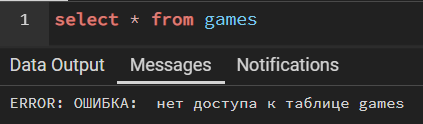 1 select * from games
Data Output Messages Notifications
ERROR: ОШИБКА: нет доступа к таблице games